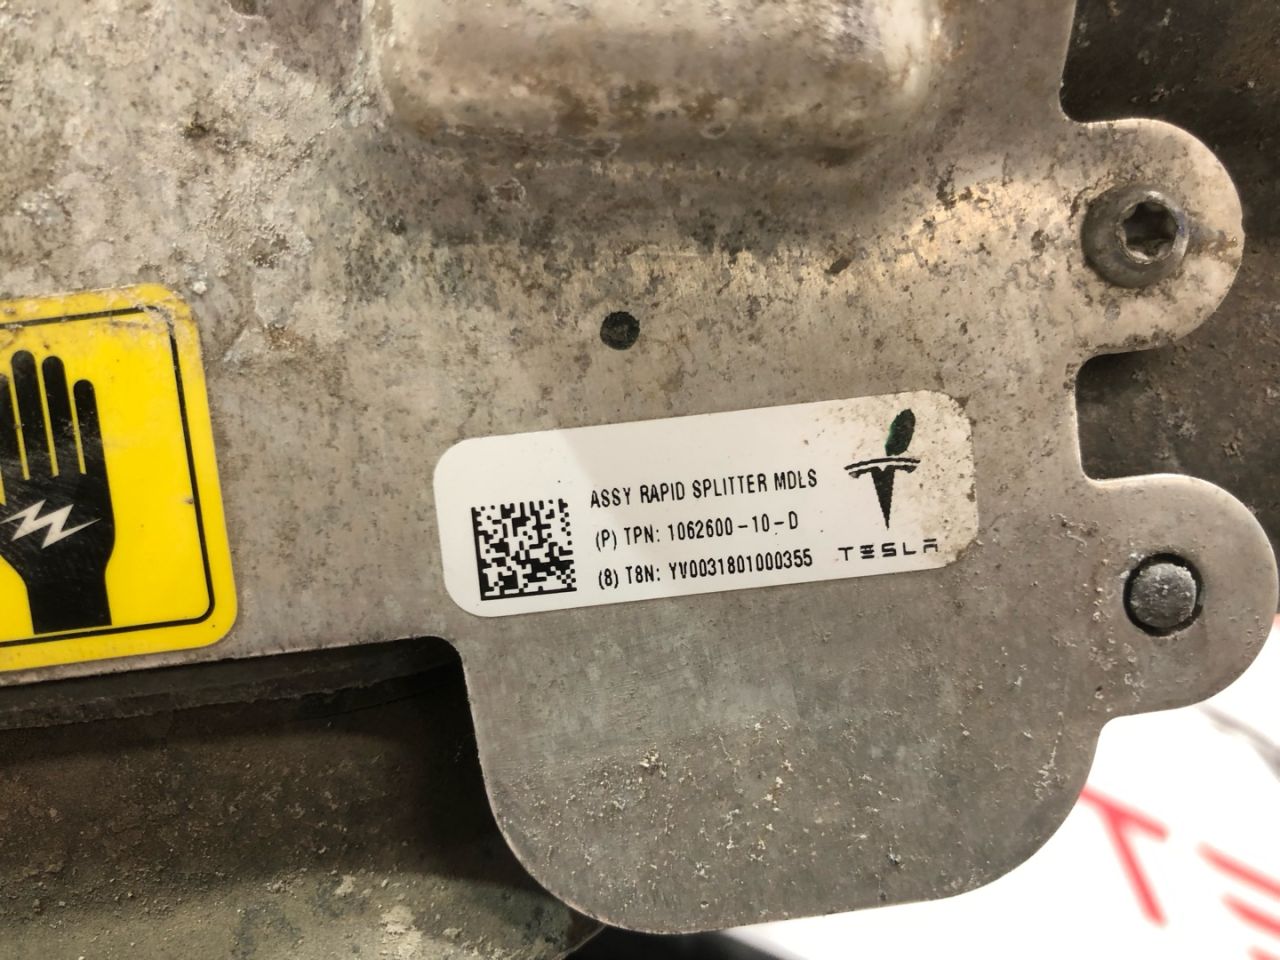 ASSY RAPID SPLITTER MDLS
(P) TPN: 1062600-10-D
(8) T8N: YV0031801000355
TESLA